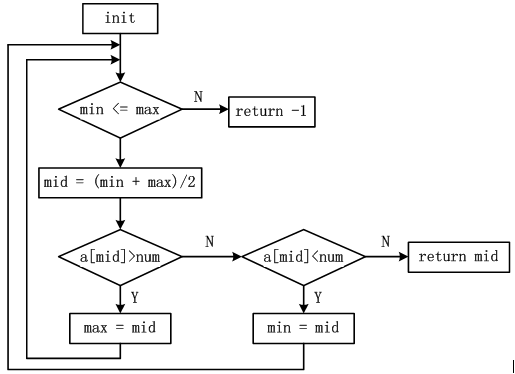 init
min <= max
N
return -1
mid = (min + max)/2
a[mid]>num
N
a[mid]<num
N
return mid
Y
Y
max = mid
min = mid